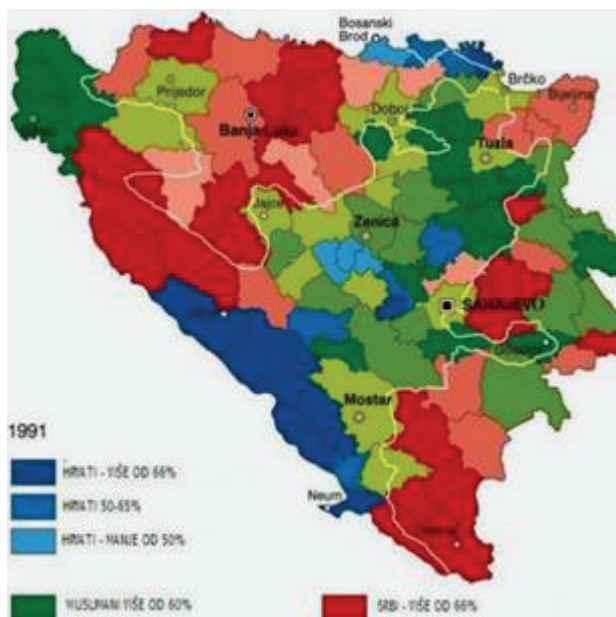 Bosanski
Brod
Brčko
Prijedor
Doboj
Bijeljina
Banja Luka
Tuzla
Jajce
Zenica
SARAJEVO
Mostar
1991
HRVATI - VIŠE OD 66%
HRVATI 50-65%
Neum
HRVATI - MANJE OD 50%
MUSLIMANI VIŠE OD 60%
SRBI - VIŠE OD 66%